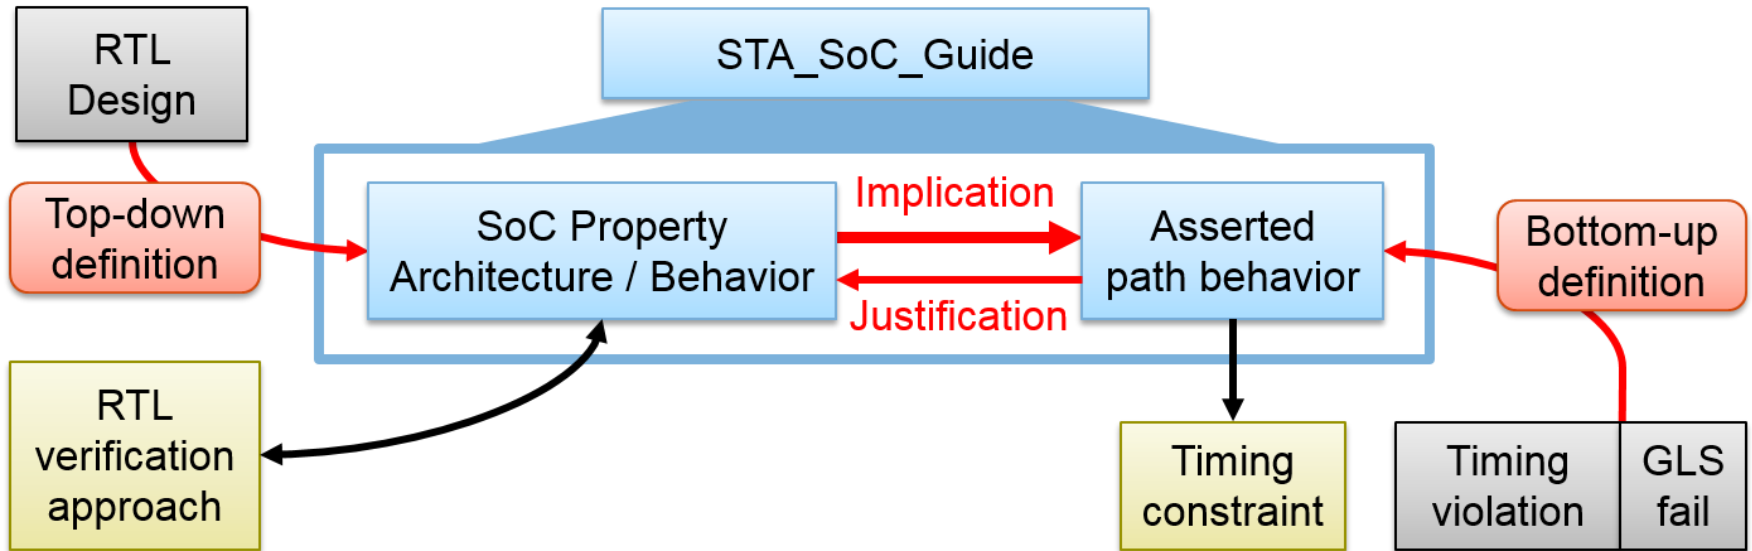 RTL
Design
STA_SoC_Guide
Top-down
definition
SoC Property
Architecture / Behavior
Implication
Justification
Asserted
path behavior
Bottom-up
definition
RTL
verification
approach
Timing
constraint
Timing
violation
GLS
fail